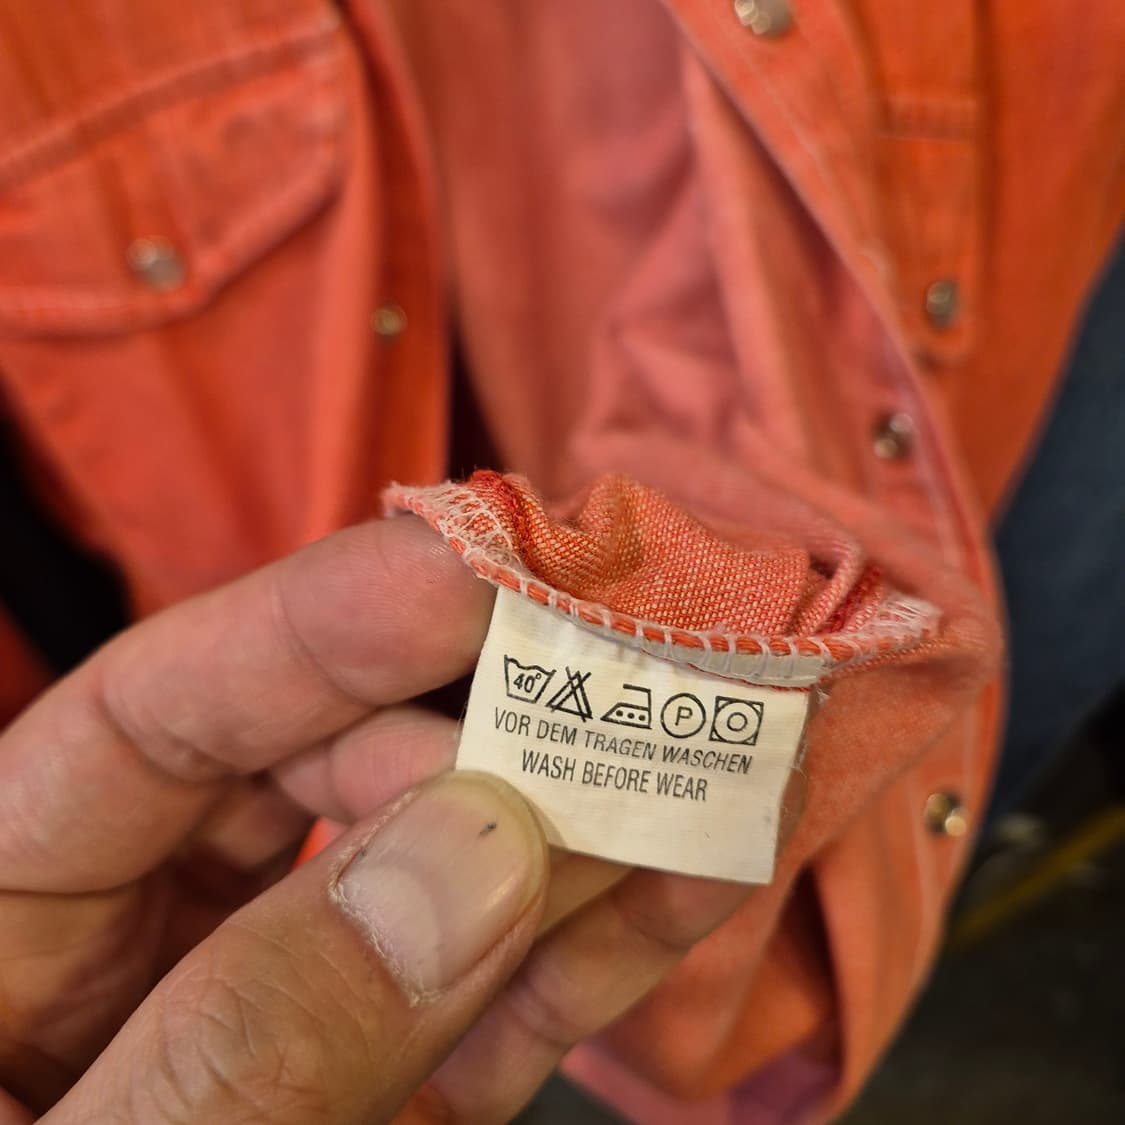 40° P
VOR DEM TRAGEN WASCHEN
WASH BEFORE WEAR